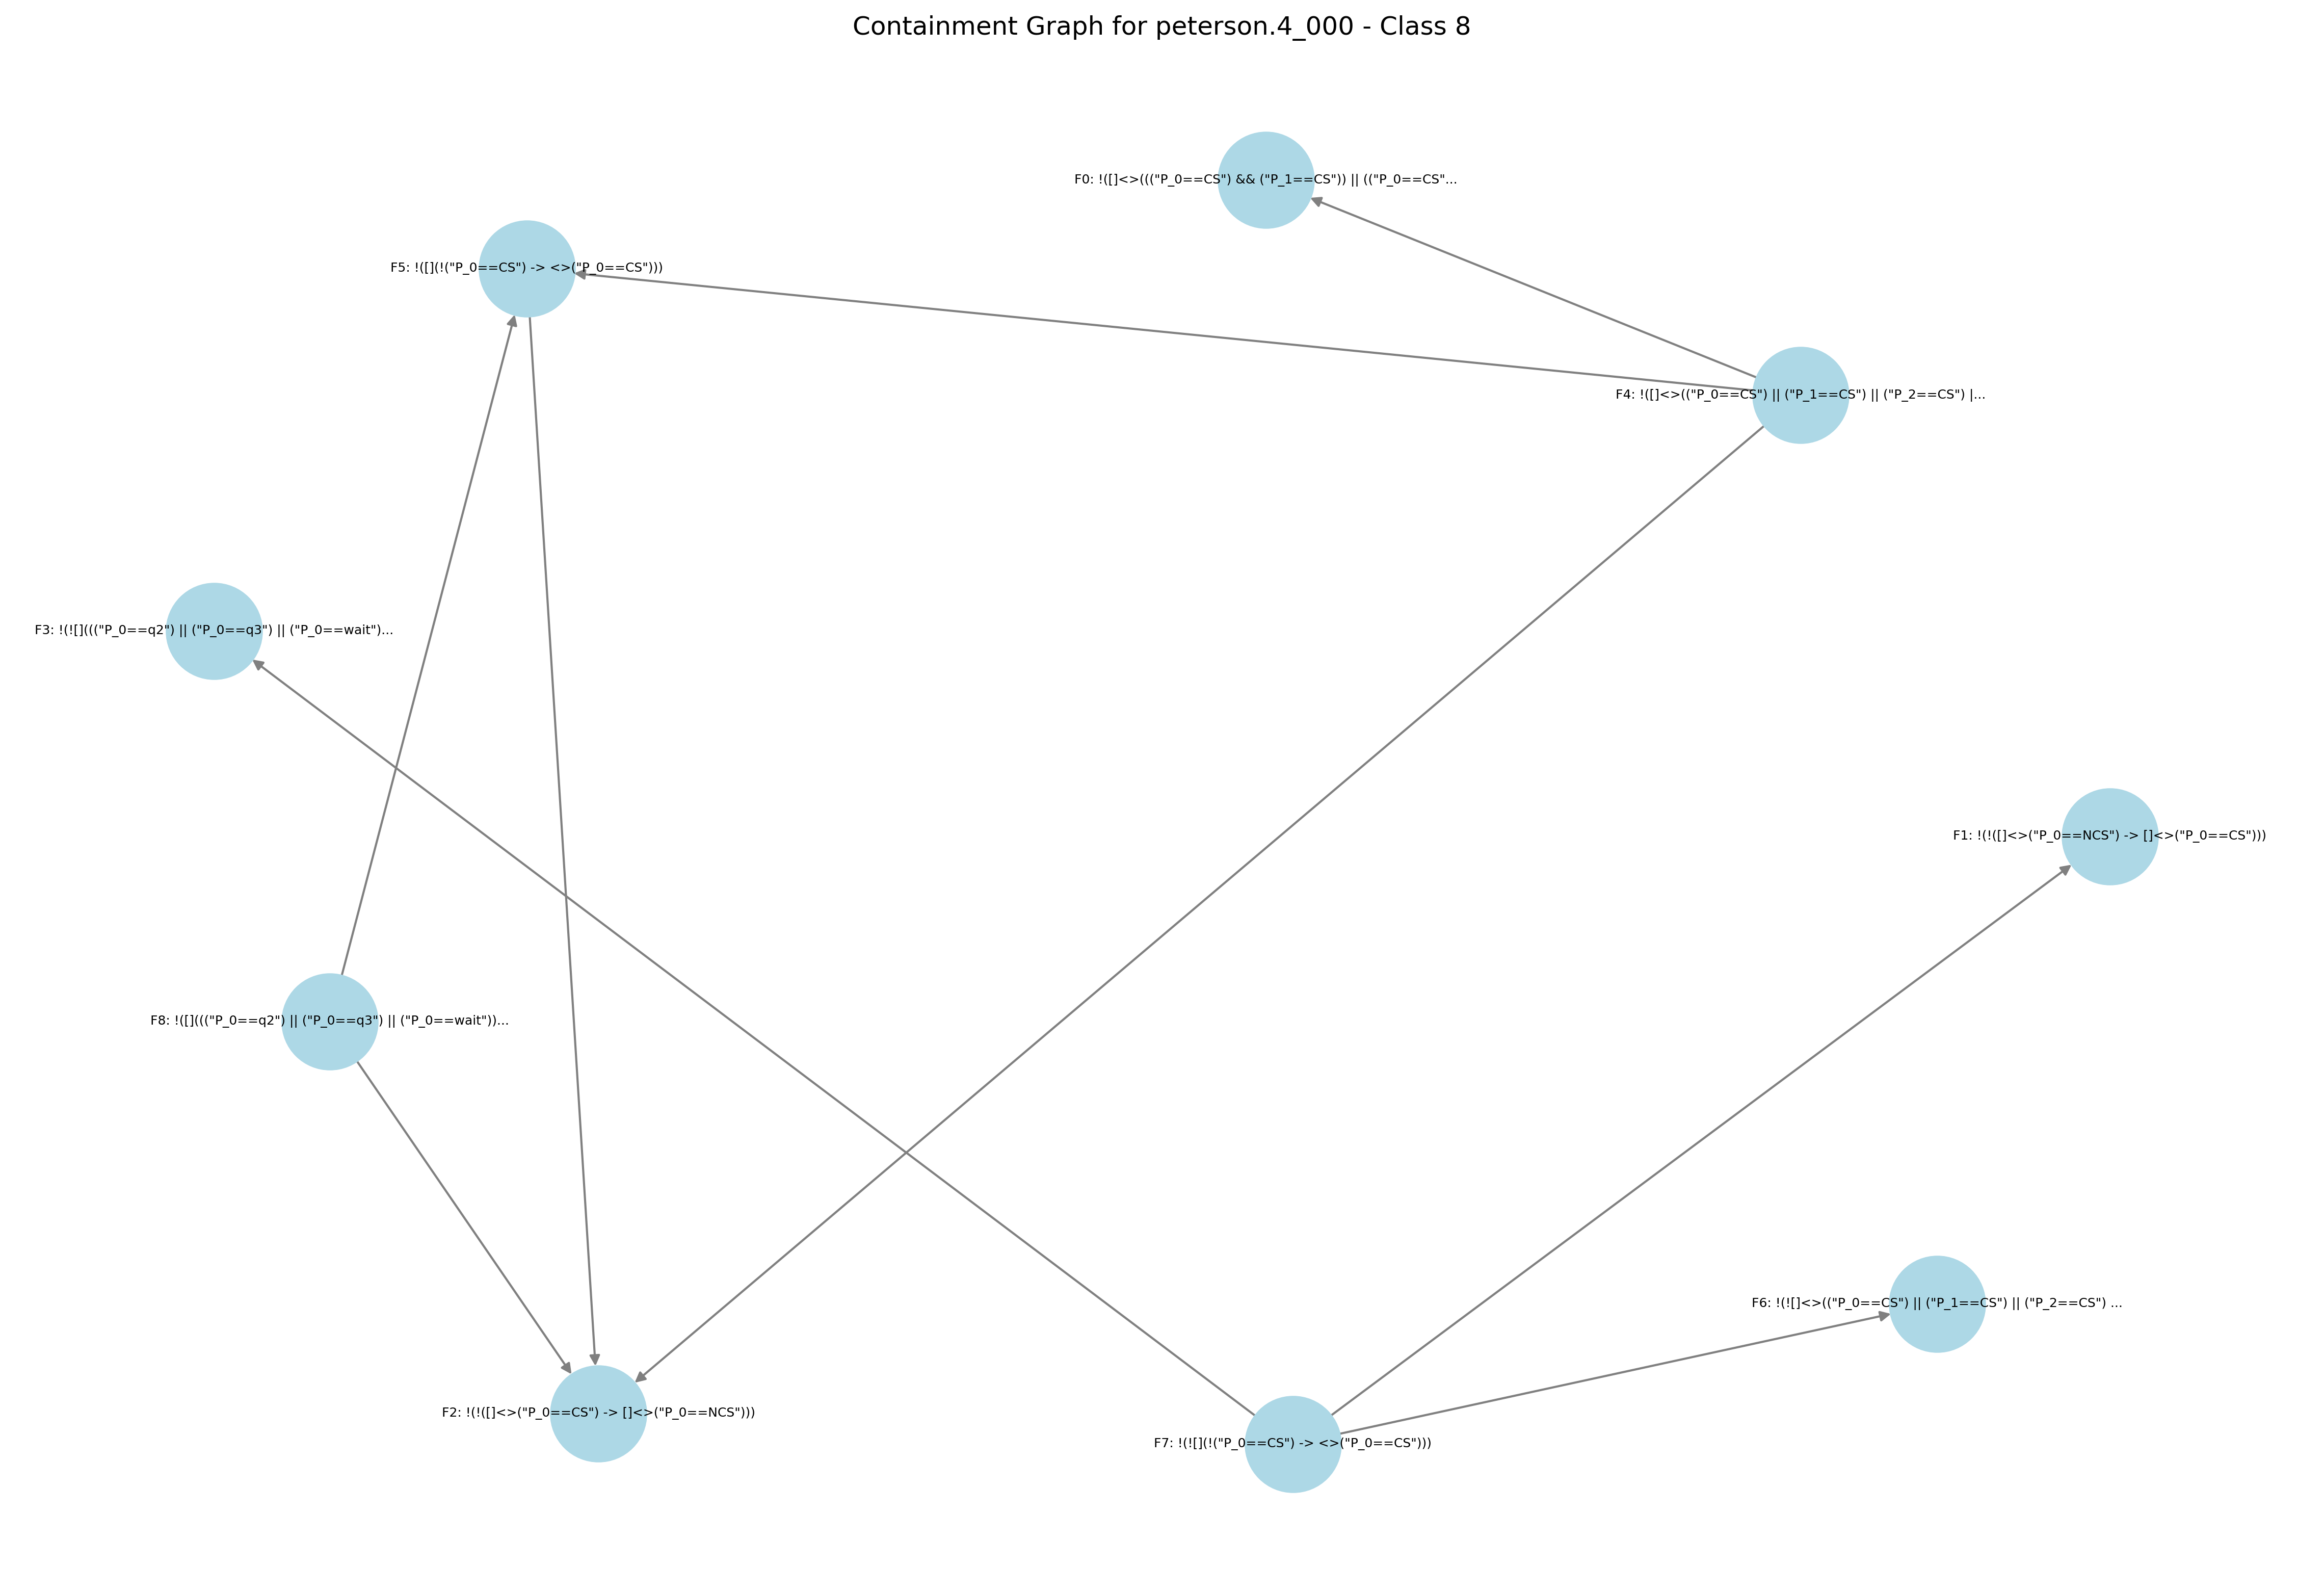 Containment Graph for peterson.4_000 - Class 8
F0: !([]<>((("P_0==CS") && ("P_1==CS")) || (("P_0==CS"...
F5: !([](!("P_0==CS") -> <>("P_0==CS")))
F4: !([]<>(("P_0==CS") || ("P_1==CS") || ("P_2==CS") |...
F3: !(![]((("P_0==q2") || ("P_0==q3") || ("P_0==wait")...
F1: !(!([]<>("P_0==NCS") -> []<>("P_0==CS")))
F8: !([]((("P_0==q2") || ("P_0==q3") || ("P_0==wait"))...
F6: !(![]<>(("P_0==CS") || ("P_1==CS") || ("P_2==CS") ...
F2: !(!([]<>("P_0==CS") -> []<>("P_0==NCS")))
F7: !(![](!("P_0==CS") -> <>("P_0==CS")))